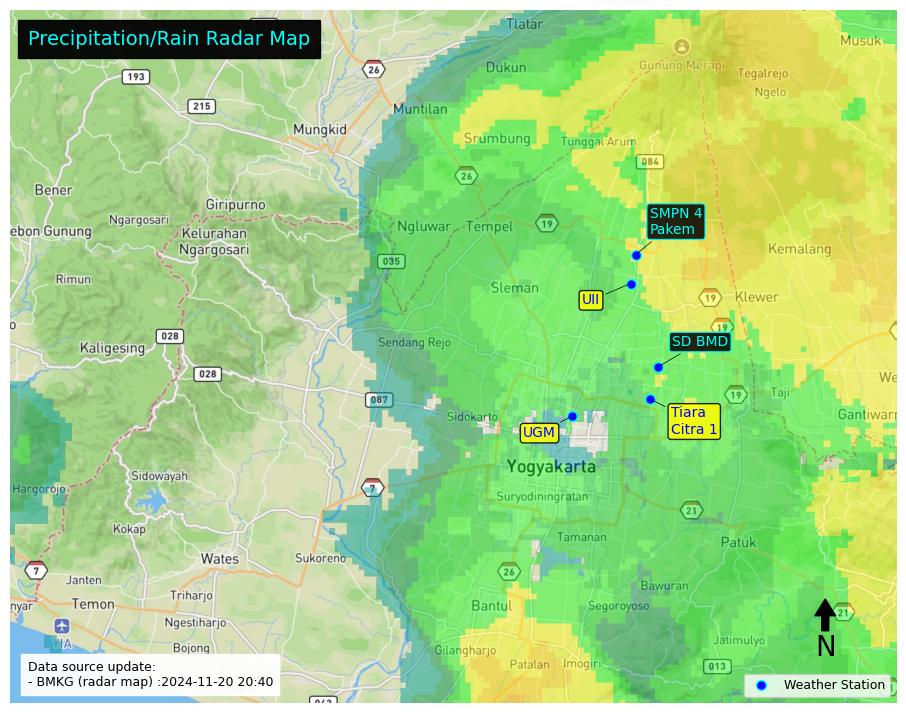 Precipitation/Rain Radar Map
Tlatar
Musuk
26
Dukun
Gunung Merapi
Tegalrejo
193
Ngelo
215
Muntilan
Mungkid
Srumbung
Tunggal Arum
084
26
Bener
Giripurno
SMPN 4
Pakem
Ngargosari
Ngluwar
Tempel
19
ebon Gunung
Kelurahan
Ngargosari
Kemalang
035
Rimun
Sleman
UII
19
Klewer
19
028
Kaligesing
Sendang Rejo
SD BMD
028
We
087
19
Taji
Sidokarto
Tiara
Citra 1
Gantiwarn
UGM
Yogyakarta
Sidowayah
7
Hargorojo
Suryodiningratan
21
Kokap
Tamanan
Patuk
Wates
Sukoreno
7
26
Janten
Bawuran
Triharjo
nyar
Temon
Bantul
Segoroyoso
21
Ngestiharjo
YIA
Bojong
Jatimulyo
N
Gilangharjo
Patalan
Imogiri
013
Data source update:
- BMKG (radar map) :2024-11-20 20:40
Weather Station